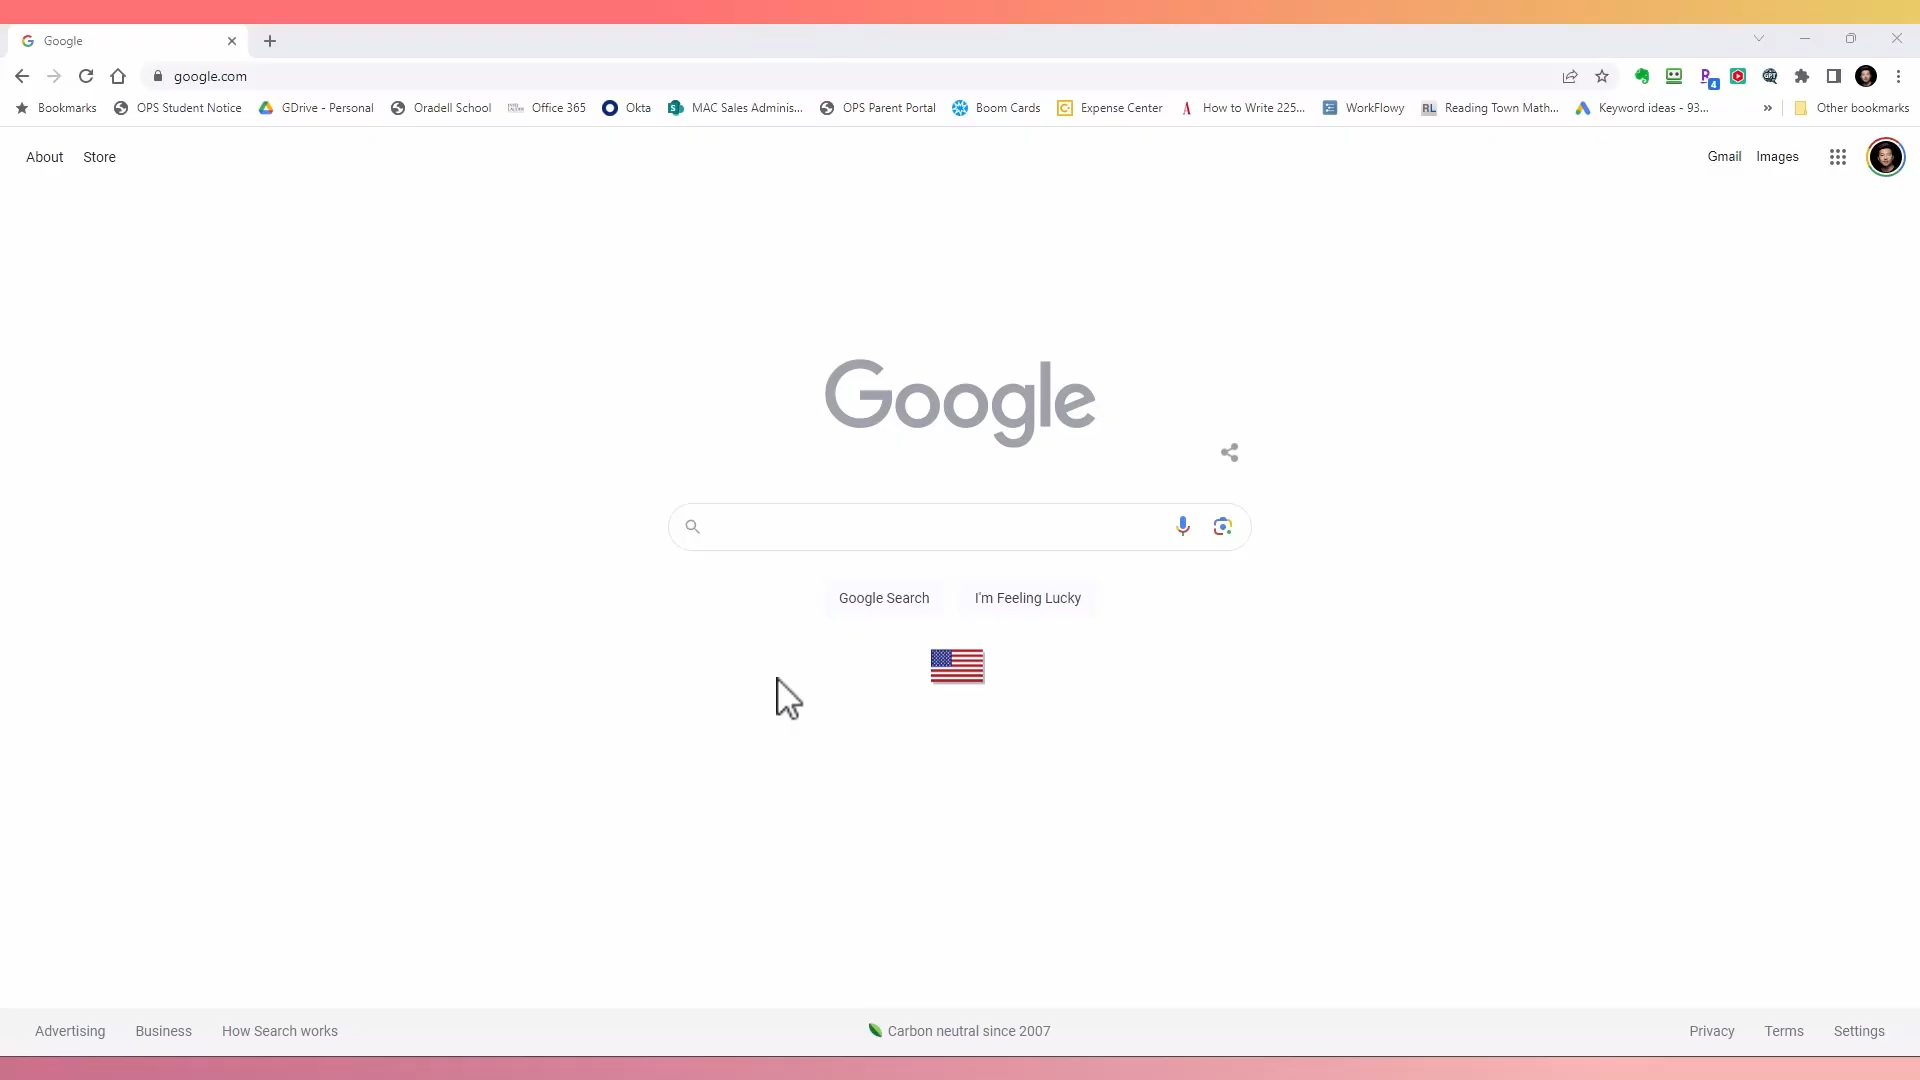 Google
google.com
Bookmarks OPS Student Notice GDrive - Personal Oradell School Office 365 Okta MAC Sales Adminis... OPS Parent Portal Boom Cards Expense Center How to Write 225... WorkFlowy RL Reading Town Math... Keyword ideas - 93... » Other bookmarks
About Store Gmail Images
Google
Google Search I'm Feeling Lucky
Advertising Business How Search works Carbon neutral since 2007 Privacy Terms Settings